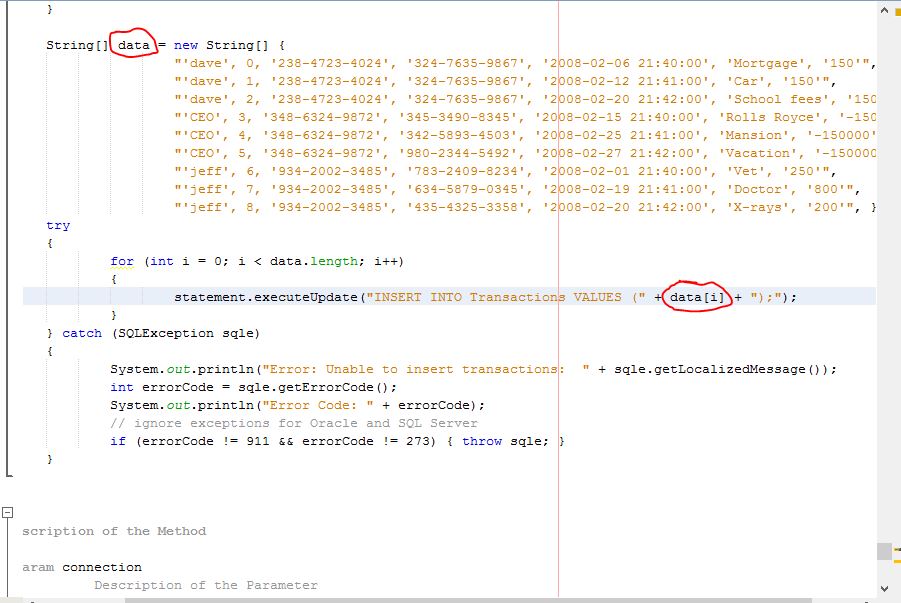 }
String[] data = new String[] {
"'dave', 0, '238-4723-4024', '324-7635-9867', '2008-02-06 21:40:00', 'Mortgage', '150'",
"'dave', 1, '238-4723-4024', '324-7635-9867', '2008-02-12 21:41:00', 'Car', '150'",
"'dave', 2, '238-4723-4024', '324-7635-9867', '2008-02-20 21:42:00', 'School fees', '150
"'CEO', 3, '348-6324-9872', '345-3490-8345', '2008-02-15 21:40:00', 'Rolls Royce', '-150
"'CEO', 4, '348-6324-9872', '342-5893-4503', '2008-02-25 21:41:00', 'Mansion', '-150000'
"'CEO', 5, '348-6324-9872', '980-2344-5492', '2008-02-27 21:42:00', 'Vacation', '-150000
"'jeff', 6, '934-2002-3485', '783-2409-8234', '2008-02-01 21:40:00', 'Vet', '250'",
"'jeff', 7, '934-2002-3485', '634-5879-0345', '2008-02-19 21:41:00', 'Doctor', '800'",
"'jeff', 8, '934-2002-3485', '435-4325-3358', '2008-02-20 21:42:00', 'X-rays', '200'", }
try
{
for (int i = 0; i < data.length; i++)
{
statement.executeUpdate("INSERT INTO Transactions VALUES (" + data[i] + ");");
}
} catch (SQLException sqle)
{
System.out.println("Error: Unable to insert transactions:  " + sqle.getLocalizedMessage());
int errorCode = sqle.getErrorCode();
System.out.println("Error Code: " + errorCode);
// ignore exceptions for Oracle and SQL Server
if (errorCode != 911 && errorCode != 273) { throw sqle; }
}
scription of the Method
aram connection
Description of the Parameter